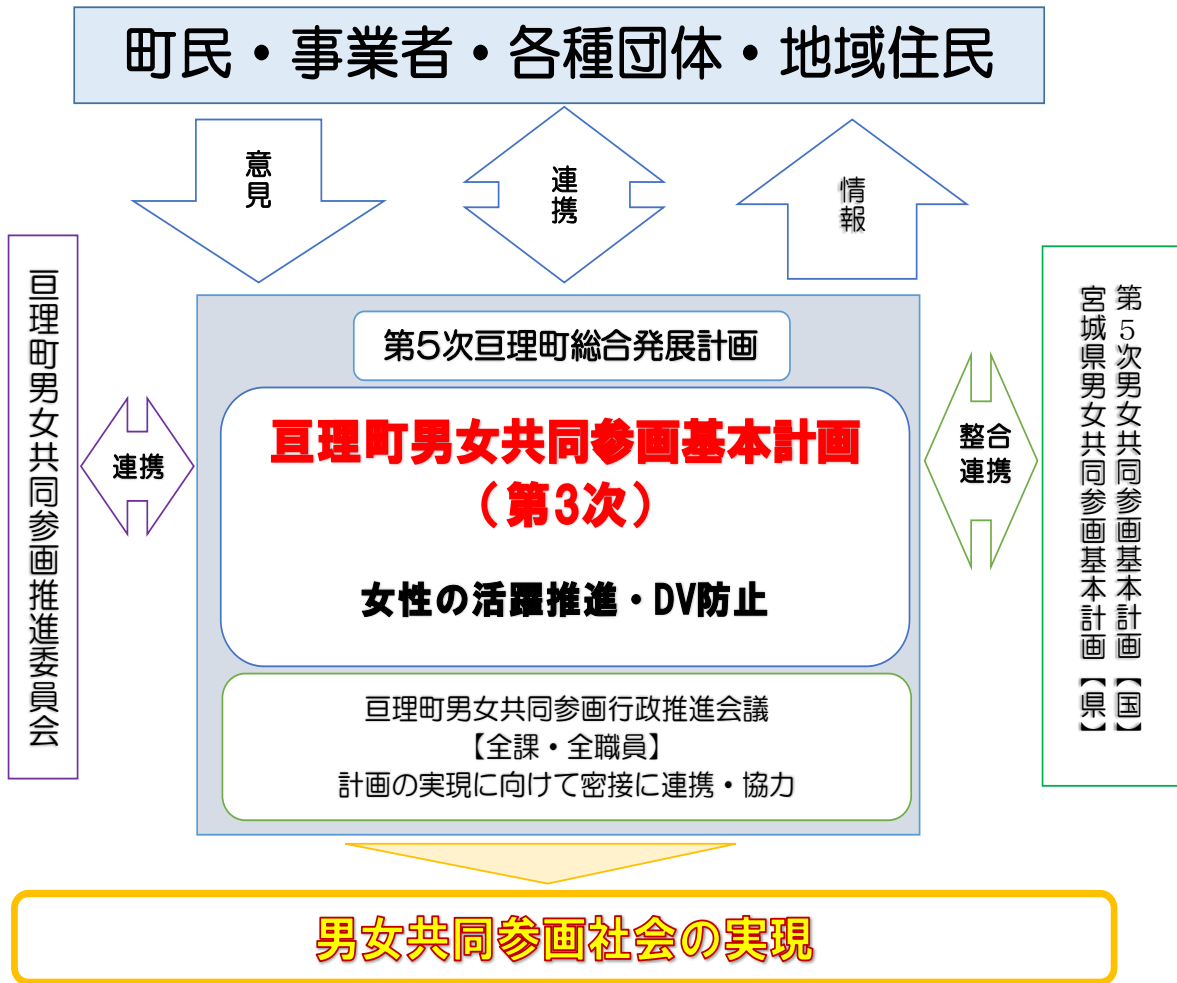 町民・事業者・各種団体・地域住民
意見
連携
情報
亘理町男女共同参画推進委員会
連携
第5次亘理町総合発展計画
亘理町男女共同参画基本計画
（第3次）
女性の活躍推進・DV防止
亘理町男女共同参画行政推進会議
【全課・全職員】
計画の実現に向けて密接に連携・協力
整合
連携
第5次男女共同参画基本計画【国】
宮城県男女共同参画基本計画【県】
男女共同参画社会の実現